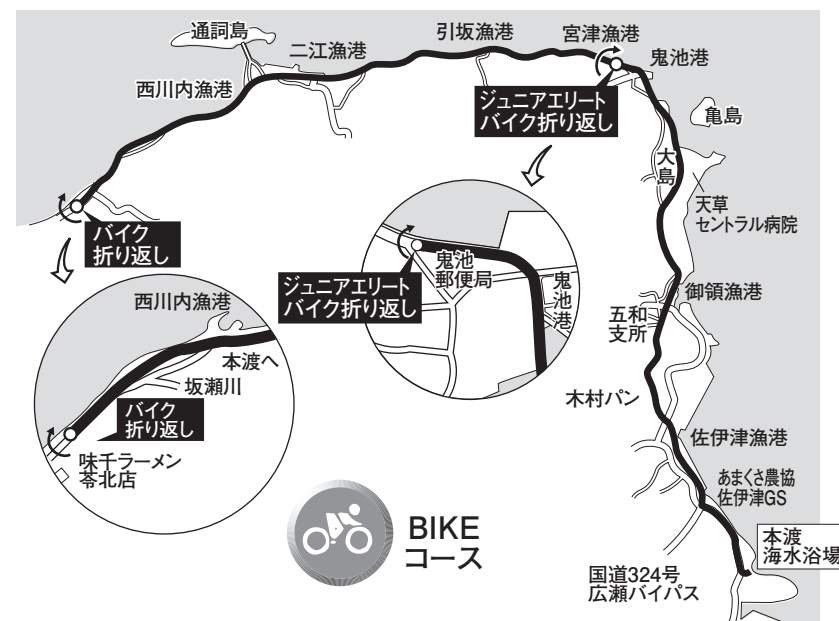 通詞島
二江漁港
引坂漁港
宮津漁港
鬼池港
西川内漁港
ジュニアエリート
バイク折り返し
亀島
大島
天草
セントラル病院
バイク
折り返し
御領漁港
五和
支所
木村パン
佐伊津漁港
あまくさ農協
佐伊津GS
本渡
海水浴場
国道324号
広瀬バイパス
西川内漁港
本渡へ
坂瀬川
バイク
折り返し
味千ラーメン
苓北店
ジュニアエリート
バイク折り返し
鬼池
郵便局
鬼池港
BIKE
コース